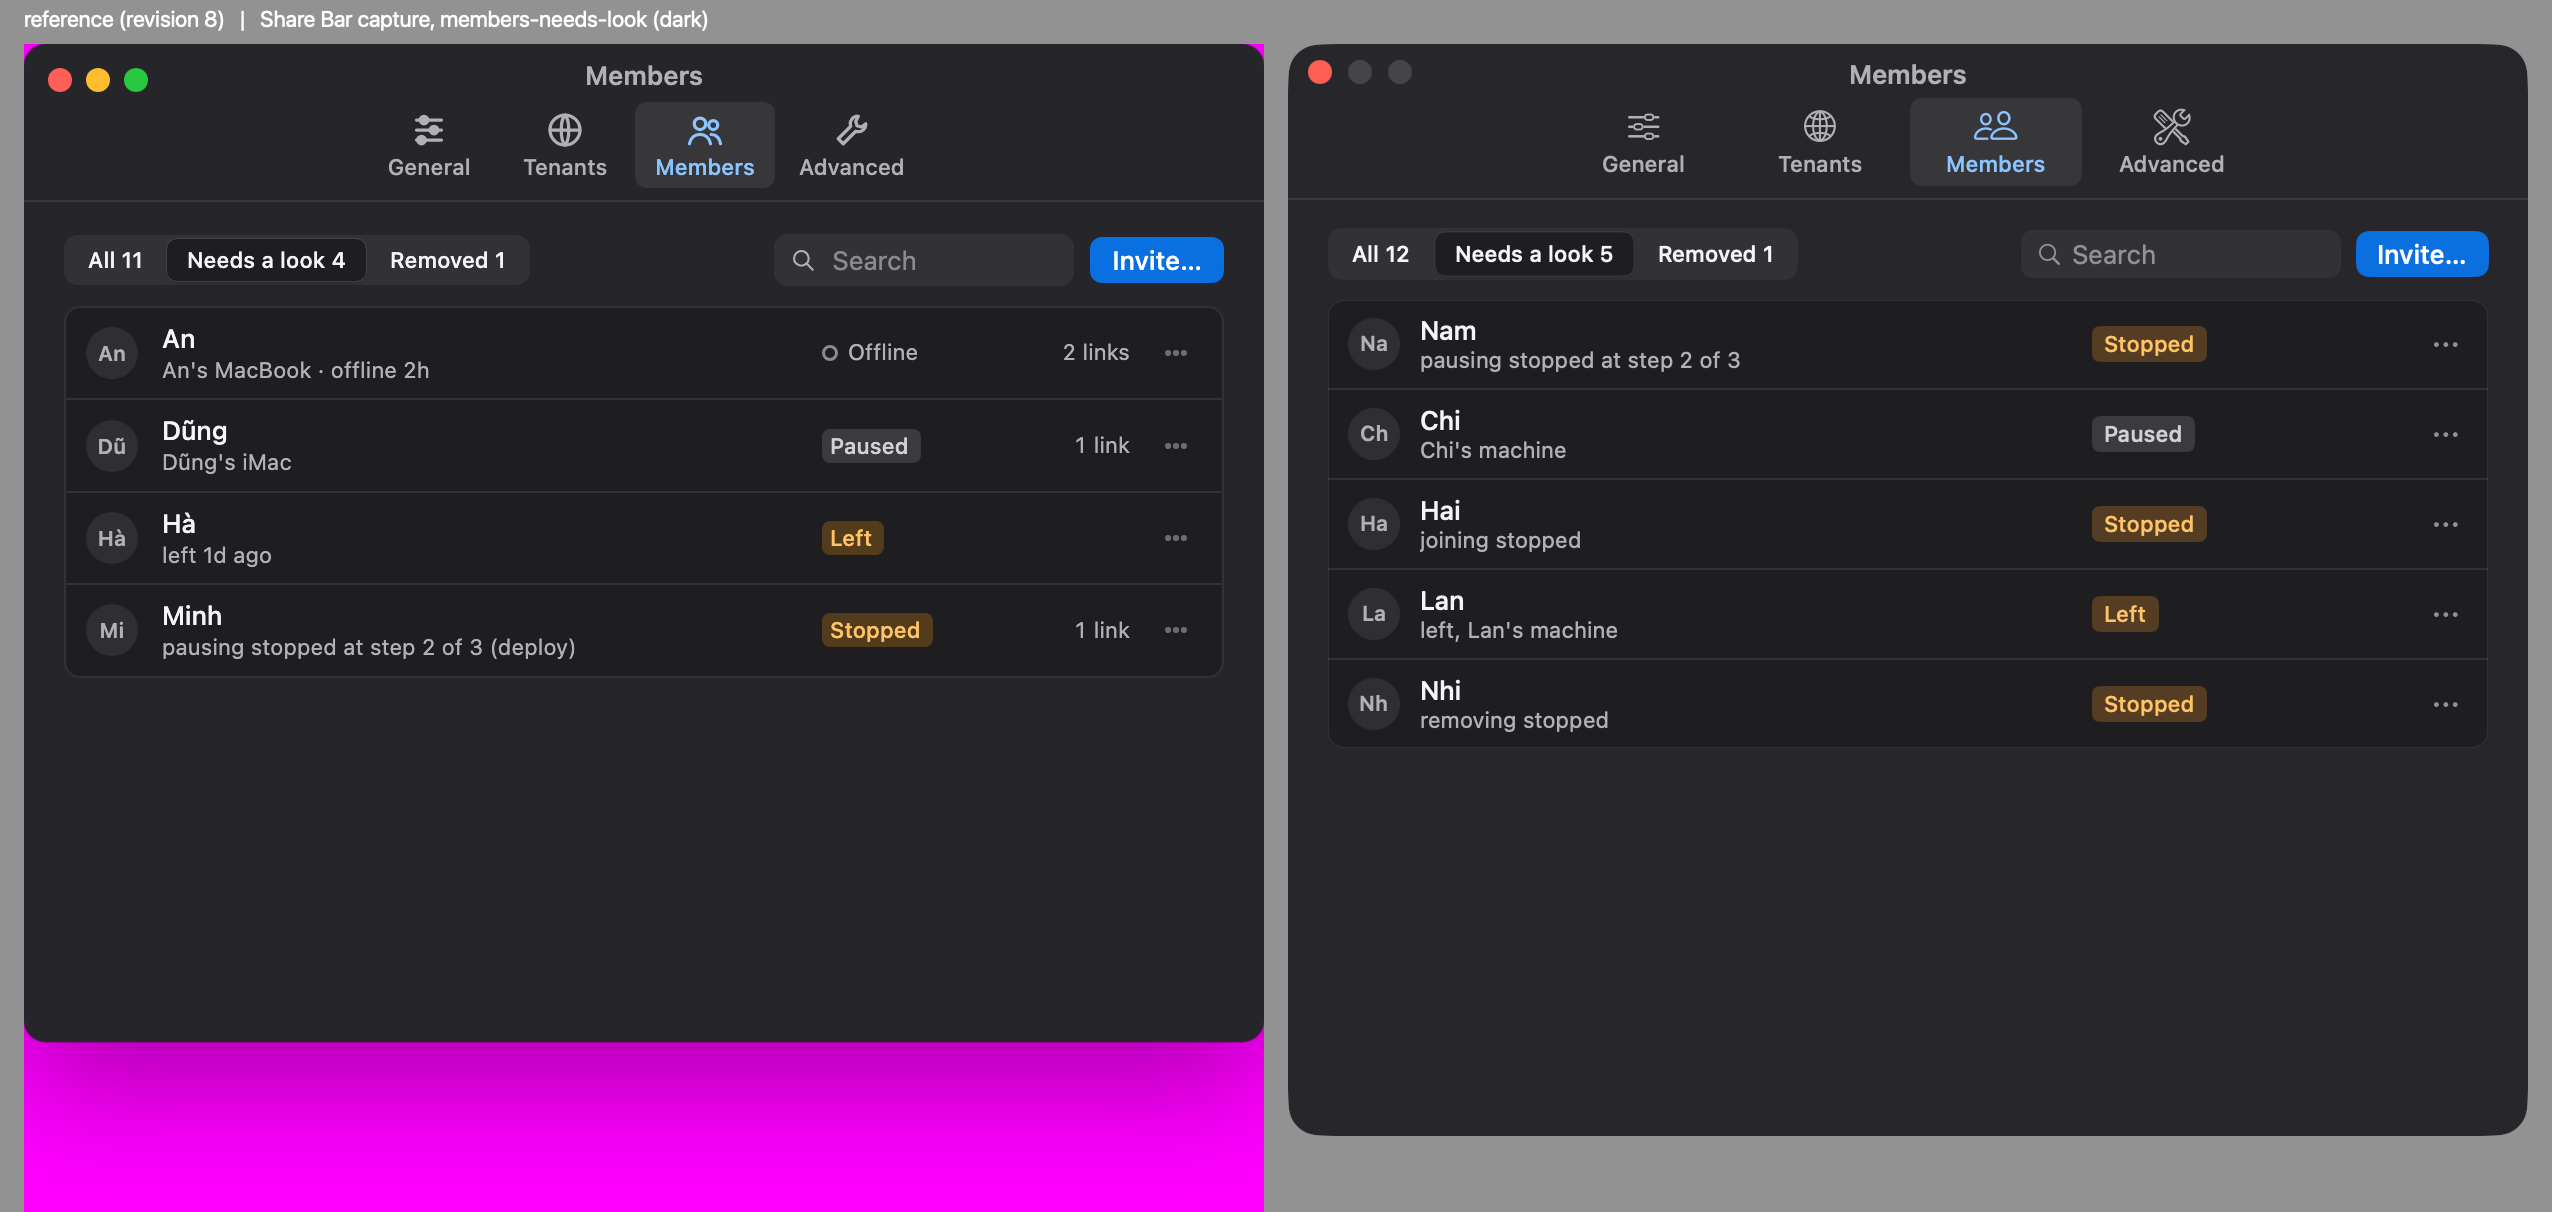 reference (revision 8) | Share Bar capture, members-needs-look (dark)
Members
General Tenants Members Advanced
All 11 Needs a look 4 Removed 1 Search Invite...
An An
An's MacBook · offline 2h
Offline 2 links
Dũ Dũng
Dũng's iMac
Paused 1 link
Hà Hà
left 1d ago
Left
Mi Minh
pausing stopped at step 2 of 3 (deploy)
Stopped 1 link
Members
General Tenants Members Advanced
All 12 Needs a look 5 Removed 1 Search Invite...
Na Nam
pausing stopped at step 2 of 3
Stopped
Ch Chi
Chi's machine
Paused
Ha Hai
joining stopped
Stopped
La Lan
left, Lan's machine
Left
Nh Nhi
removing stopped
Stopped